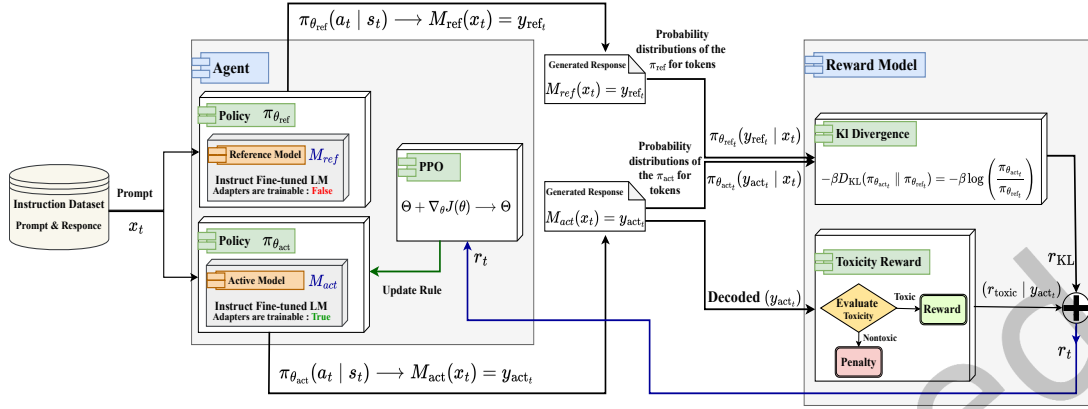 π_θref(a_t | s_t) ⟶ M_ref(x_t) = y_ref_t
Agent
Policy π_θref
Reference Model M_ref
Instruct Fine-tuned LM
Adapters are trainable : False
Instruction Dataset
Prompt & Responce
Prompt
x_t
Policy π_θact
Active Model M_act
Instruct Fine-tuned LM
Adapters are trainable : True
PPO
Θ + ∇_θ J(θ) ⟶ Θ
r_t
Update Rule
π_θact(a_t | s_t) ⟶ M_act(x_t) = y_act_t
Generated Response
M_ref(x_t) = y_ref_t
Probability
distributions of the
π_ref for tokens
Probability
distributions of
the π_act for
tokens
Generated Response
M_act(x_t) = y_act_t
π_θref_t(y_ref_t | x_t)
π_θact_t(y_act_t | x_t)
Decoded (y_act_t)
Reward Model
Kl Divergence
−βD_KL(π_θact_t ∥ π_θref_t) = −β log (π_θact_t / π_θref_t)
Toxicity Reward
Evaluate
Toxicity
Toxic
Reward
Nontoxic
Penalty
r_KL
(r_toxic | y_act_t)
+
r_t